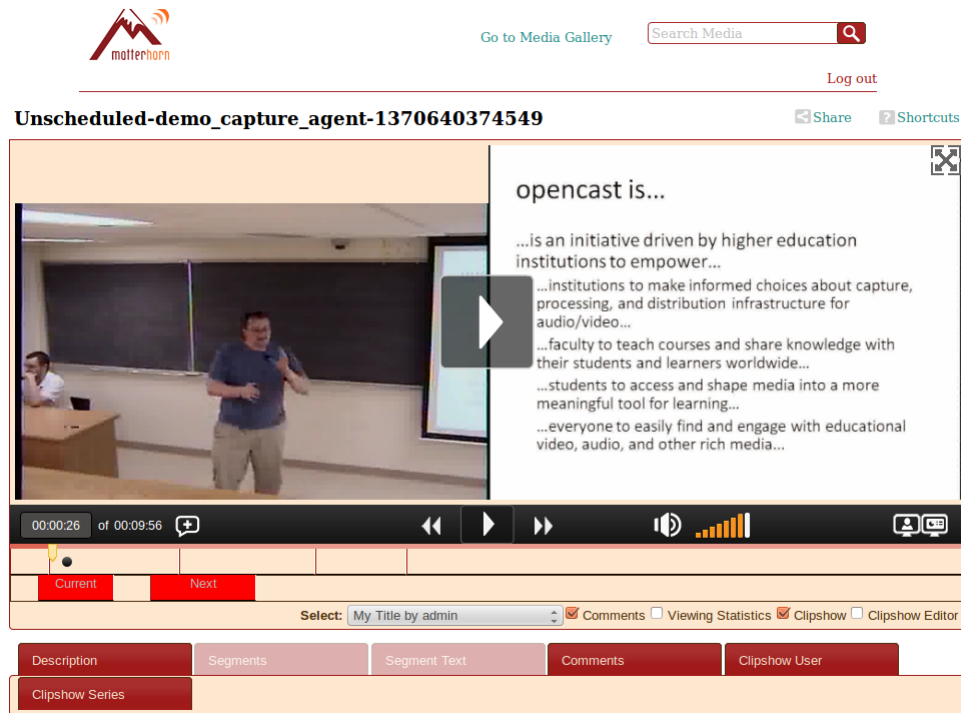 matterhorn
Go to Media Gallery
Search Media
Log out
Unscheduled-demo_capture_agent-1370640374549
Share
? Shortcuts
opencast is...
...is an initiative driven by higher education
institutions to empower...
...institutions to make informed choices about capture,
processing, and distribution infrastructure for
audio/video...
...faculty to teach courses and share knowledge with
their students and learners worldwide...
...students to access and shape media into a more
meaningful tool for learning...
...everyone to easily find and engage with educational
video, audio, and other rich media...
00:00:26 of 00:09:56
Current Next
Select: My Title by admin Comments Viewing Statistics Clipshow Clipshow Editor
Description Segments Segment Text Comments Clipshow User
Clipshow Series